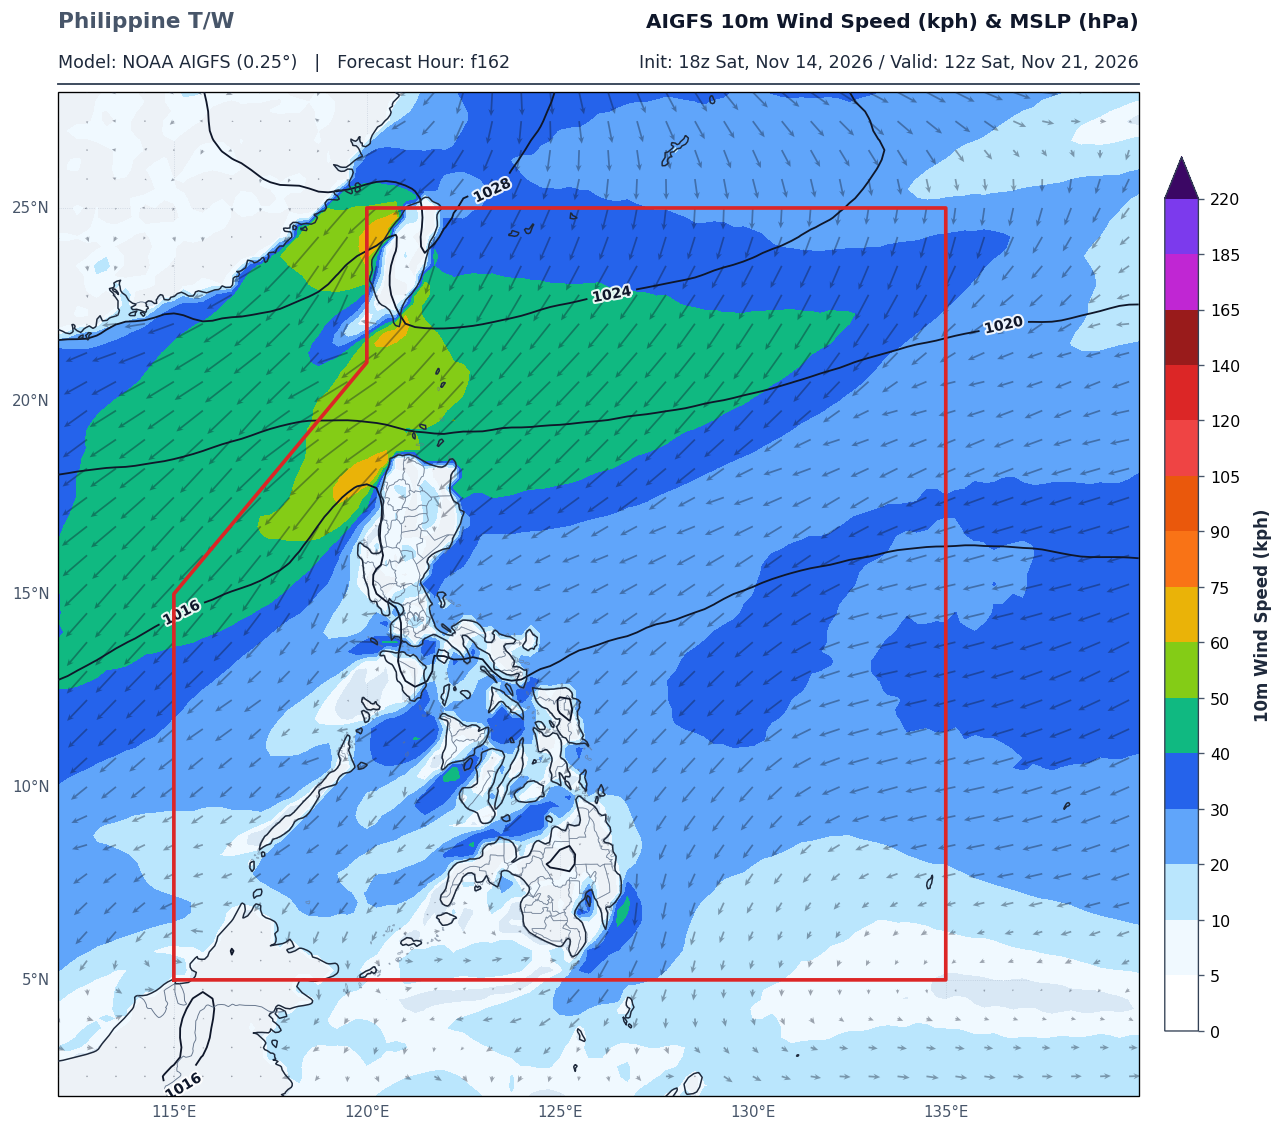 Philippine T/W
AIGFS 10m Wind Speed (kph) & MSLP (hPa)
Model: NOAA AIGFS (0.25°)   |   Forecast Hour: f162
Init: 18z Sat, Nov 14, 2026 / Valid: 12z Sat, Nov 21, 2026
25°N
20°N
15°N
10°N
5°N
115°E
120°E
125°E
130°E
135°E
1028
1024
1020
1016
1016
220
185
165
140
120
105
90
75
60
50
40
30
20
10
5
0
10m Wind Speed (kph)